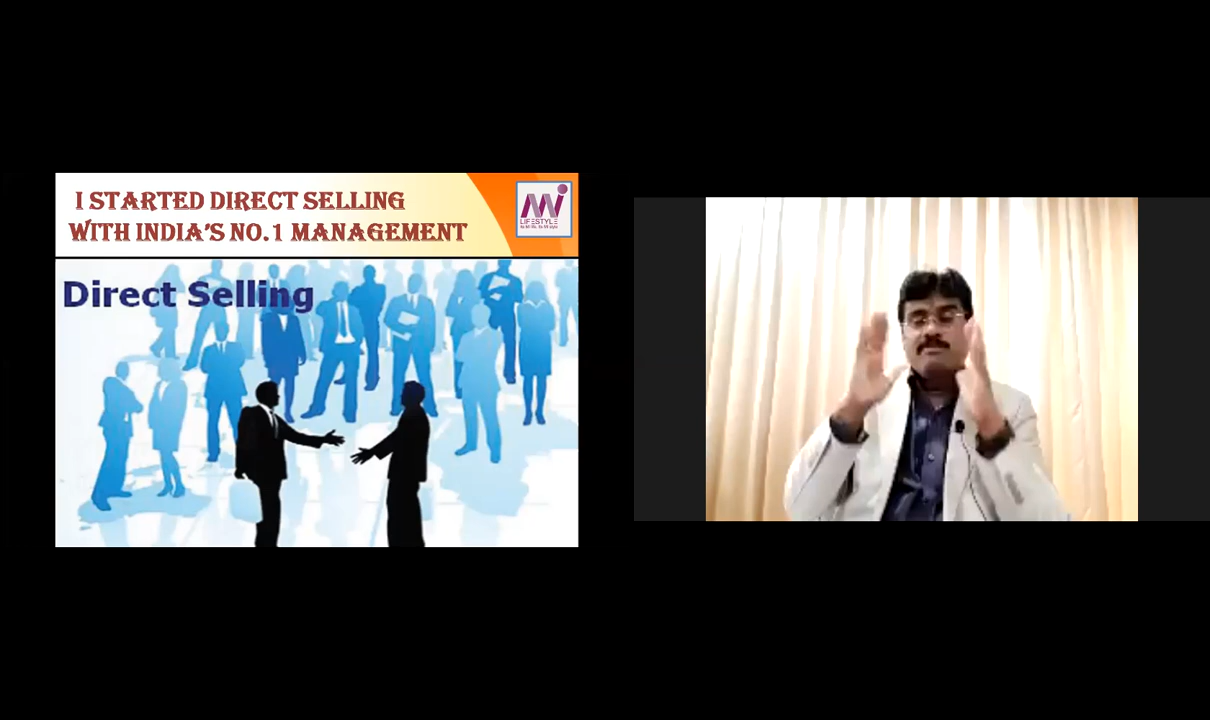 I STARTED DIRECT SELLING
WITH INDIA'S NO.1 MANAGEMENT
LIFESTYLE
Direct Selling